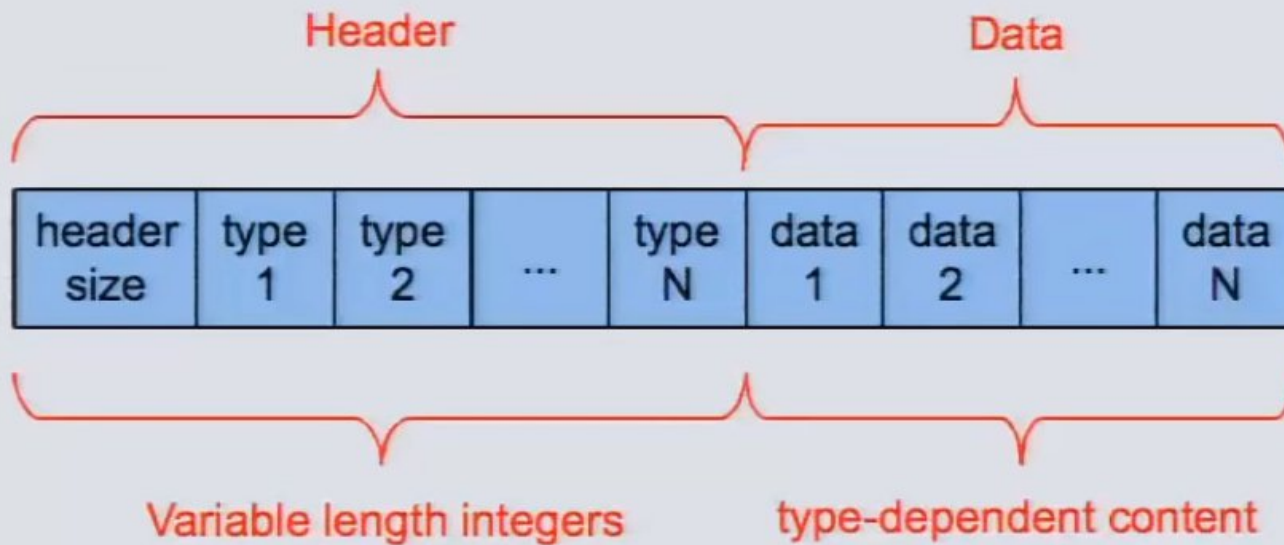 Header
Data
header size
type 1
type 2
...
type N
data 1
data 2
...
data N
Variable length integers
type-dependent content